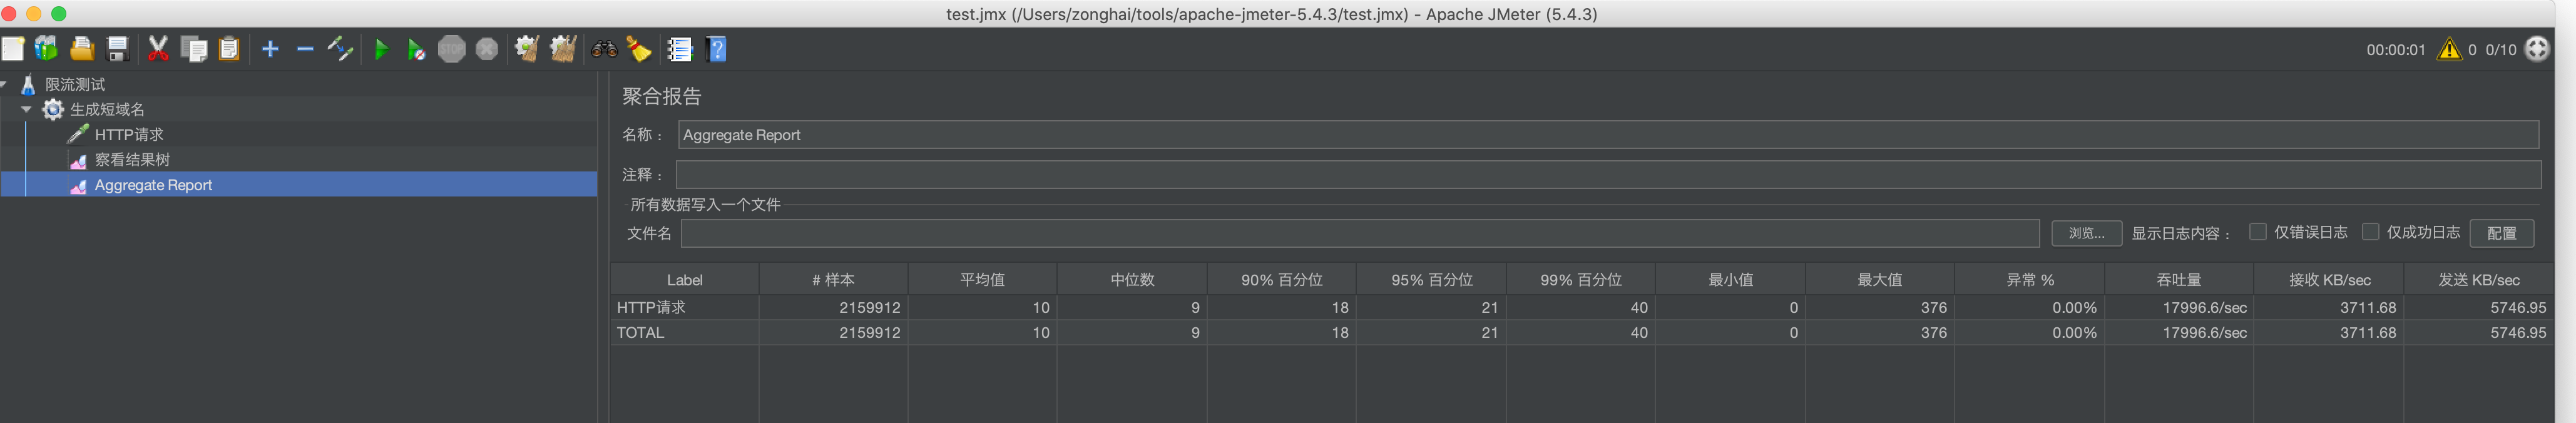 test.jmx (/Users/zonghai/tools/apache-jmeter-5.4.3/test.jmx) - Apache JMeter (5.4.3)
STOP 00:00:01 0 0/10
限流测试
生成短域名
HTTP请求
察看结果树
Aggregate Report
聚合报告
名称： Aggregate Report
注释：
所有数据写入一个文件
文件名 浏览... 显示日志内容： 仅错误日志 仅成功日志 配置
Label # 样本 平均值 中位数 90% 百分位 95% 百分位 99% 百分位 最小值 最大值 异常 % 吞吐量 接收 KB/sec 发送 KB/sec
HTTP请求 2159912 10 9 18 21 40 0 376 0.00% 17996.6/sec 3711.68 5746.95
TOTAL 2159912 10 9 18 21 40 0 376 0.00% 17996.6/sec 3711.68 5746.95